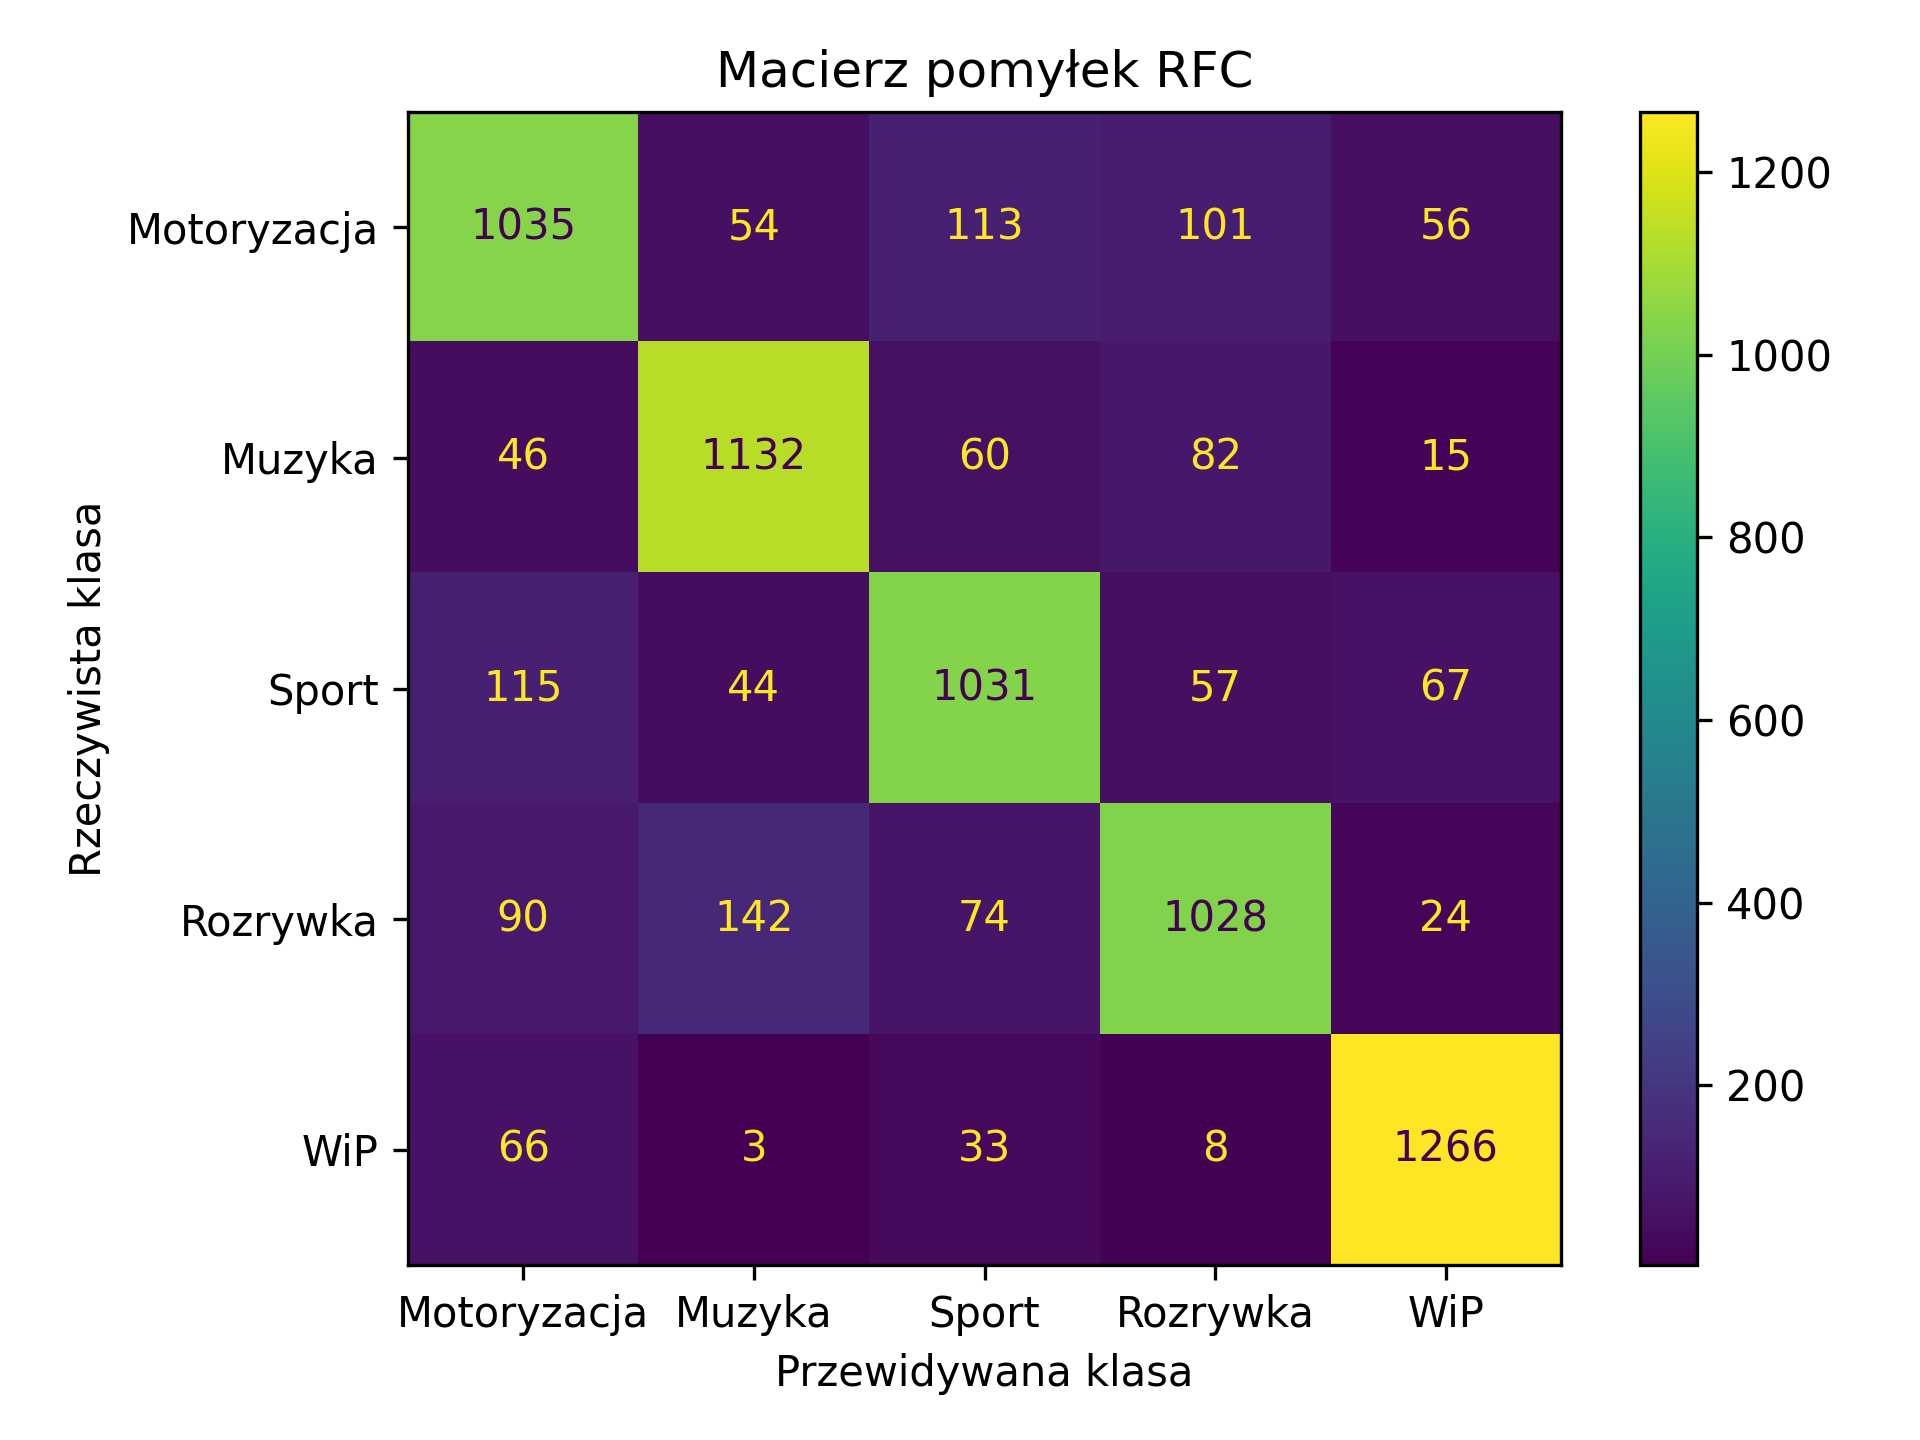 Macierz pomyłek RFC
Motoryzacja 1035 54 113 101 56
Muzyka 46 1132 60 82 15
Sport 115 44 1031 57 67
Rozrywka 90 142 74 1028 24
WiP 66 3 33 8 1266
Motoryzacja Muzyka Sport Rozrywka WiP
Przewidywana klasa
Rzeczywista klasa
1200
1000
800
600
400
200